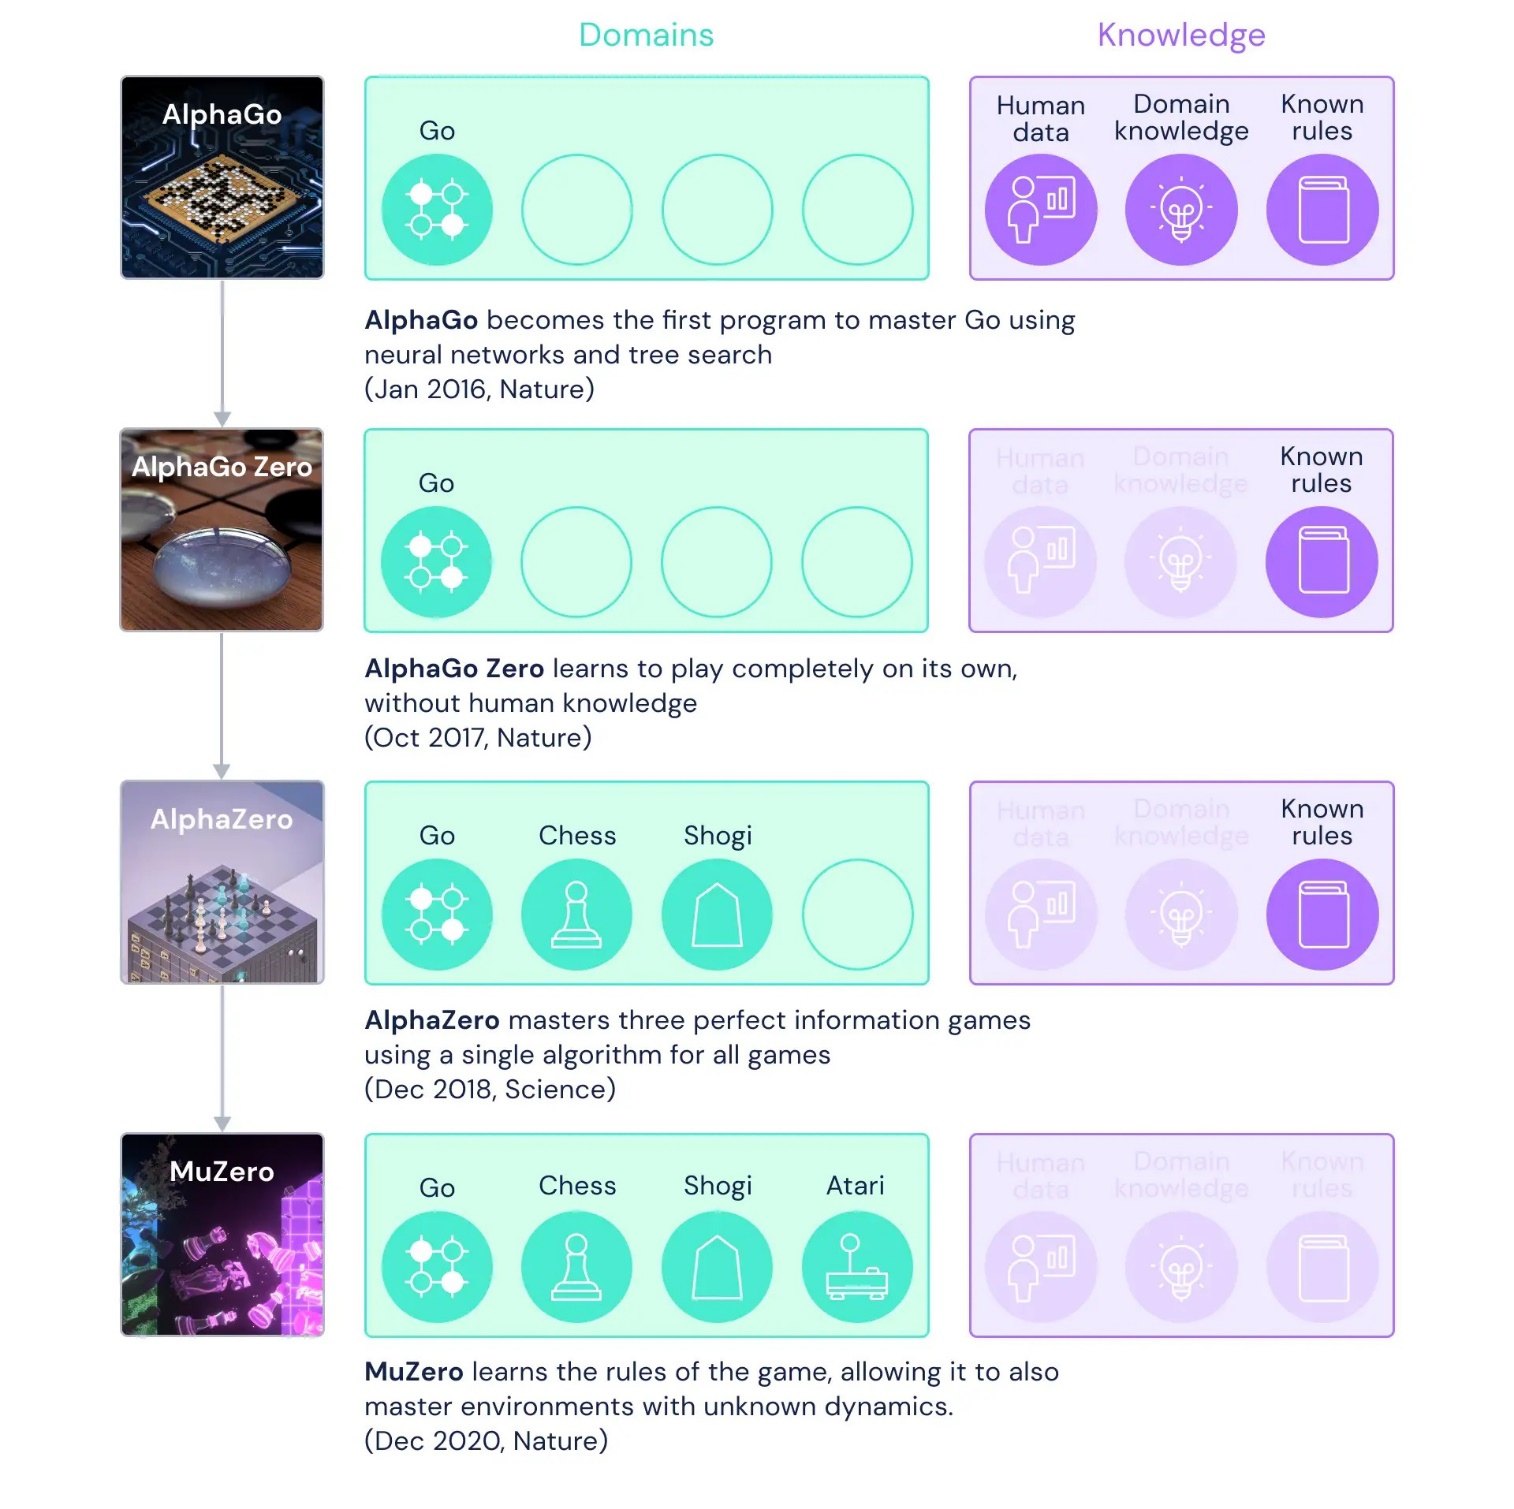 Domains
Knowledge
AlphaGo
Go
Human
data
Domain
knowledge
Known
rules
AlphaGo becomes the first program to master Go using
neural networks and tree search
(Jan 2016, Nature)
AlphaGo Zero
Go
Human
data
Domain
knowledge
Known
rules
AlphaGo Zero learns to play completely on its own,
without human knowledge
(Oct 2017, Nature)
AlphaZero
Go
Chess
Shogi
Human
data
Domain
knowledge
Known
rules
AlphaZero masters three perfect information games
using a single algorithm for all games
(Dec 2018, Science)
MuZero
Go
Chess
Shogi
Atari
Human
data
Domain
knowledge
Known
rules
MuZero learns the rules of the game, allowing it to also
master environments with unknown dynamics.
(Dec 2020, Nature)